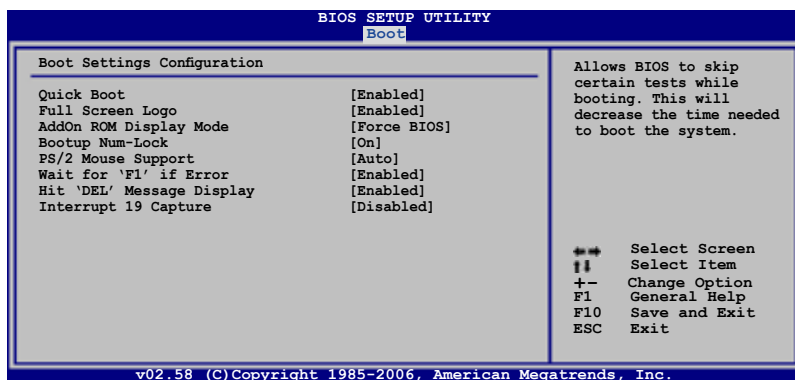 BIOS SETUP UTILITY
Boot
Boot Settings Configuration
Quick Boot [Enabled]
Full Screen Logo [Enabled]
AddOn ROM Display Mode [Force BIOS]
Bootup Num-Lock [On]
PS/2 Mouse Support [Auto]
Wait for ‘F1’ if Error [Enabled]
Hit ‘DEL’ Message Display [Enabled]
Interrupt 19 Capture [Disabled]
Allows BIOS to skip
certain tests while
booting. This will
decrease the time needed
to boot the system.
←→ Select Screen
↑↓ Select Item
+- Change Option
F1 General Help
F10 Save and Exit
ESC Exit
v02.58 (C)Copyright 1985-2006, American Megatrends, Inc.